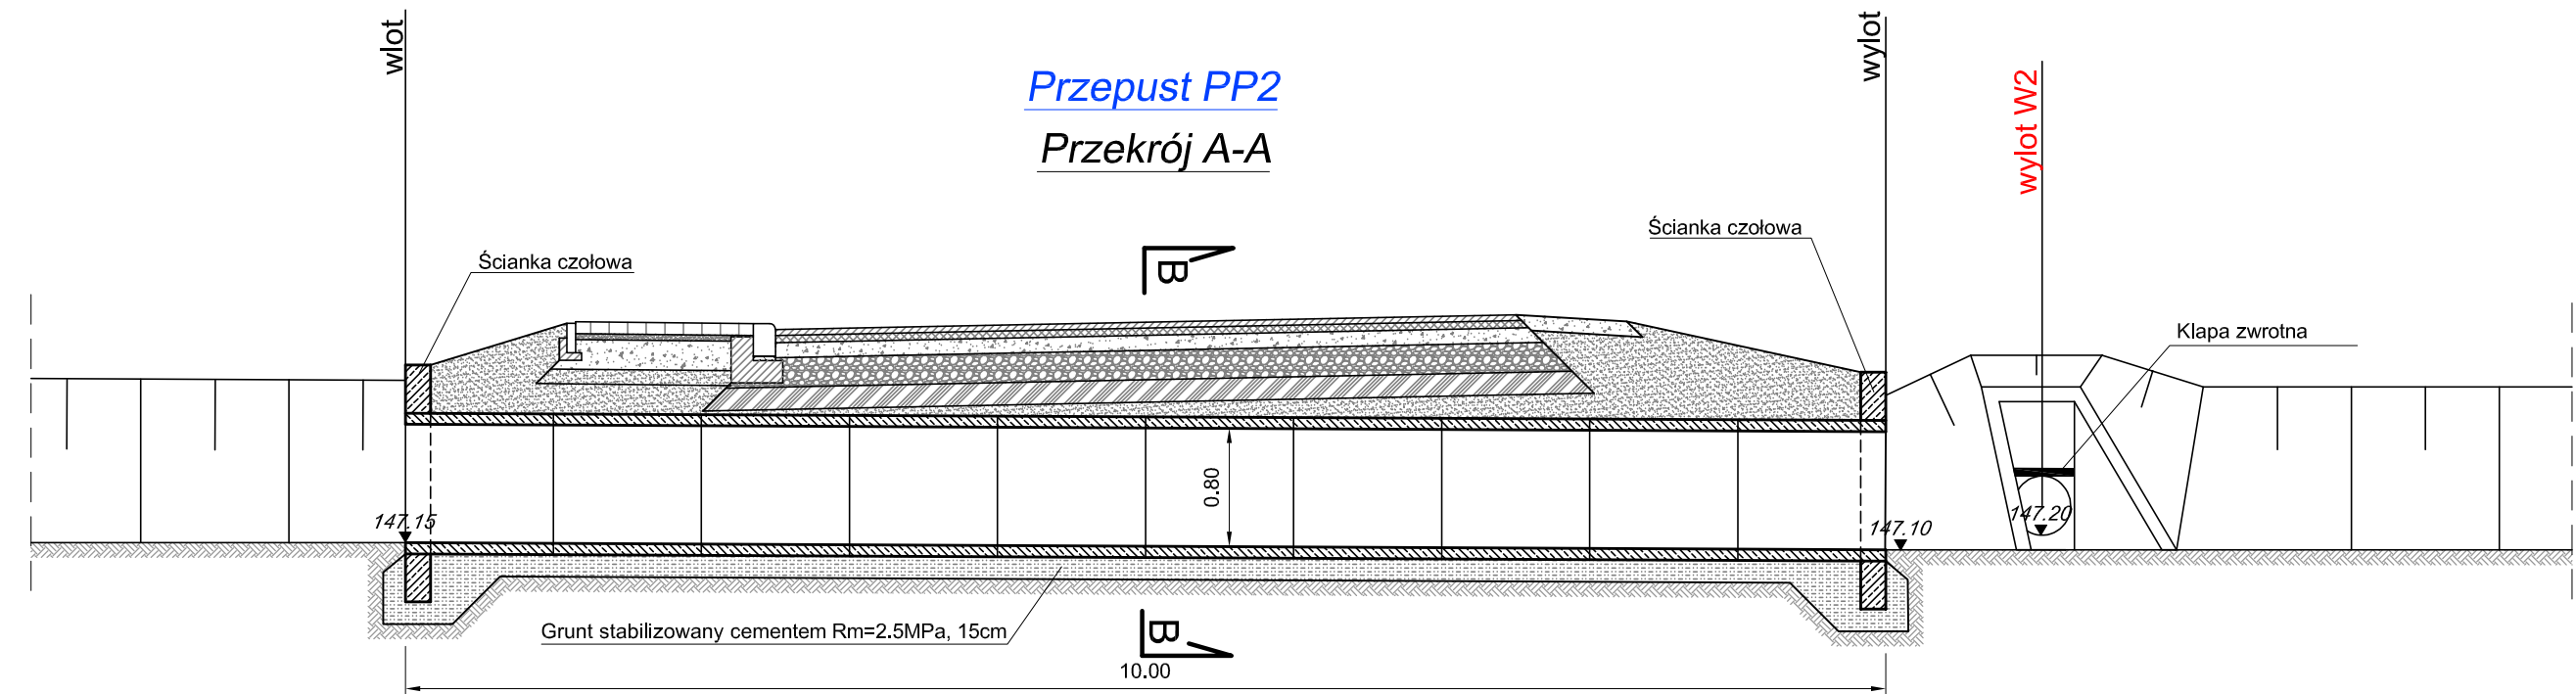 wlot
wylot
Przepust PP2
Przekrój A-A
wylot W2
Ścianka czołowa
Ścianka czołowa
B
Klapa zwrotna
0.80
147.15
147.10
147.20
Grunt stabilizowany cementem Rm=2.5MPa, 15cm
B
10.00